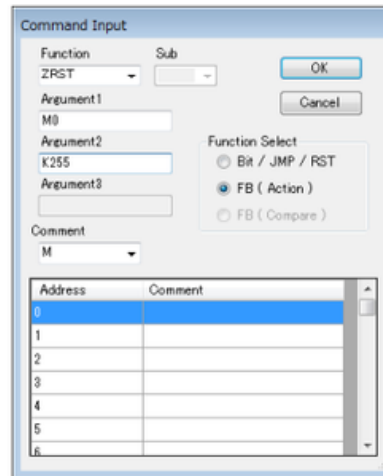 Command Input
Function Sub
ZRST
OK
Argument1
Cancel
M0
Argument2
Function Select
K255
Bit / JMP / RST
Argument3
FB ( Action )
FB ( Compare )
Comment
M
Address Comment
0
1
2
3
4
5
6